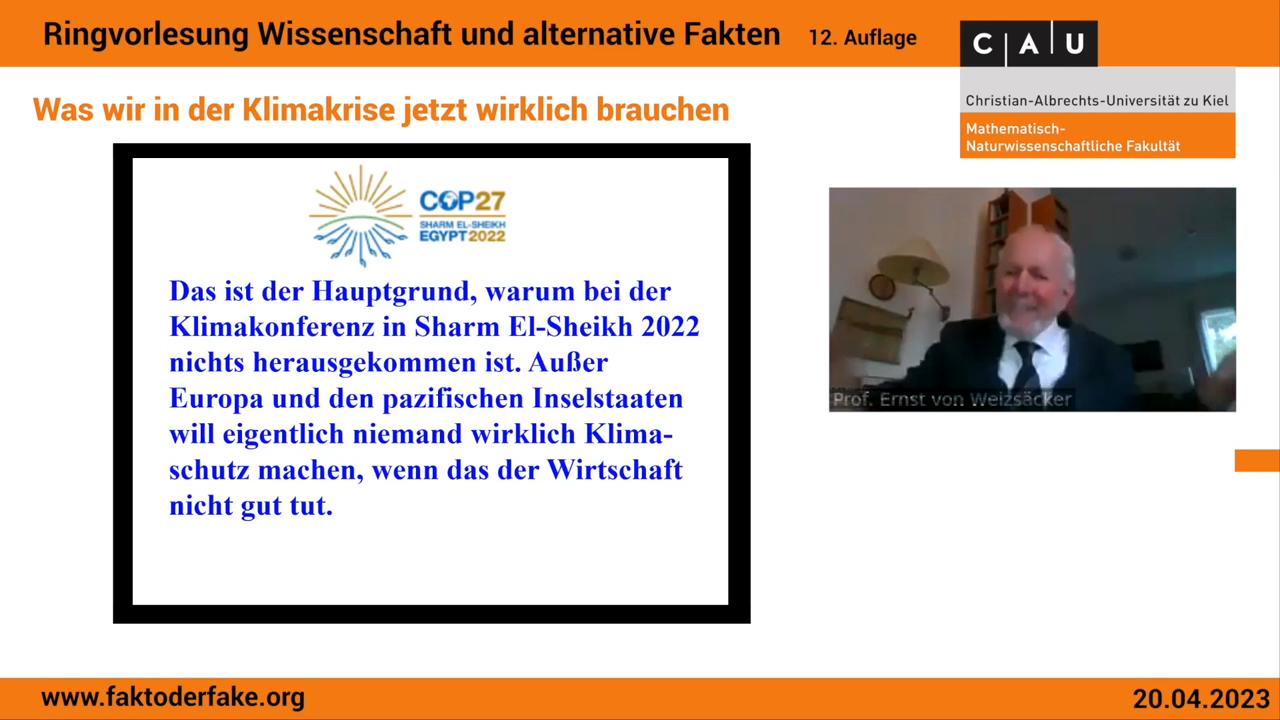 Ringvorlesung Wissenschaft und alternative Fakten 12. Auflage
CAU
Christian-Albrechts-Universität zu Kiel
Mathematisch-
Naturwissenschaftliche Fakultät
Was wir in der Klimakrise jetzt wirklich brauchen
COP27
SHARM EL-SHEIKH
EGYPT2022
Das ist der Hauptgrund, warum bei der
Klimakonferenz in Sharm El-Sheikh 2022
nichts herausgekommen ist. Außer
Europa und den pazifischen Inselstaaten
will eigentlich niemand wirklich Klima-
schutz machen, wenn das der Wirtschaft
nicht gut tut.
Prof. Ernst von Weizsäcker
www.faktoderfake.org
20.04.2023